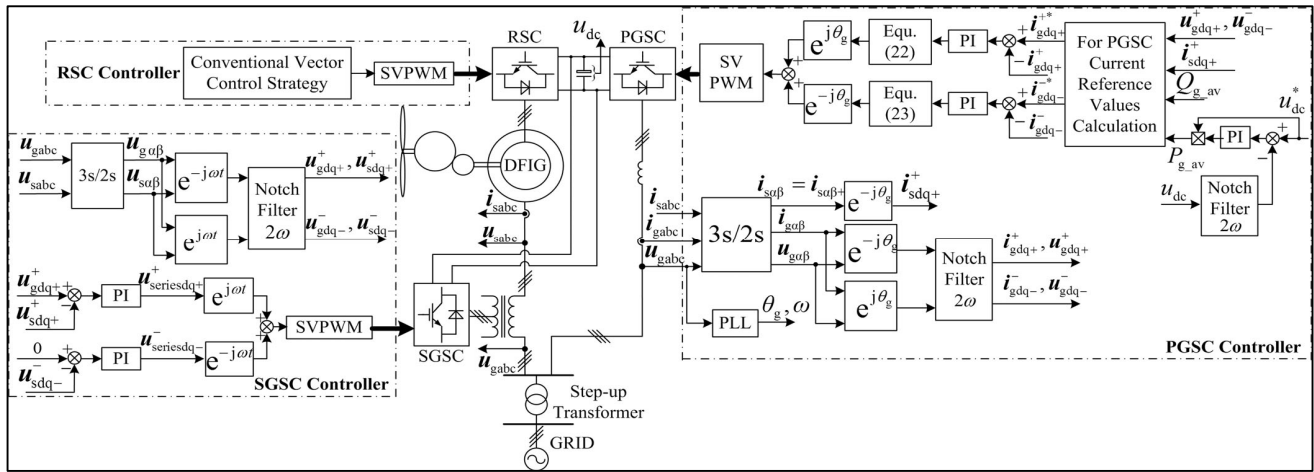 RSC Controller
Conventional Vector
Control Strategy
SVPWM
RSC
u_dc
PGSC
DFIG
i_sabc
u_sabc
i_gabc
u_gabc
SGSC
u_gabc
Step-up
Transformer
GRID
u_gabc
u_sabc
3s/2s
u_gαβ
u_sαβ
e^-jωt
e^jωt
Notch
Filter
2ω
u^+_gdq+, u^+_sdq+
u^-_gdq-, u^-_sdq-
u^+_gdq+
+
-
u^+_sdq+
PI
u^+_seriesdq+
e^jωt
0
+
-
u^-_sdq-
PI
u^-_seriesdq-
e^-jωt
+
+
SVPWM
SGSC Controller
SV
PWM
+
+
e^jθ_g
Equ.
(22)
PI
+ i^+*_gdq+
- i^+_gdq+
e^-jθ_g
Equ.
(23)
PI
+ i^-*_gdq-
- i^-_gdq-
For PGSC
Current
Reference
Values
Calculation
u^+_gdq+, u^-_gdq-
i^+_sdq+
Q_g_av
P_g_av
PI
+
-
u^*_dc
u_dc
Notch
Filter
2ω
i_sabc
u_gabc
3s/2s
i_sαβ = i_sαβ+
e^-jθ_g
i^+_sdq+
i_gαβ
u_gαβ
e^-jθ_g
e^jθ_g
Notch
Filter
2ω
i^+_gdq+, u^+_gdq+
i^-_gdq-, u^-_gdq-
PLL
θ_g, ω
PGSC Controller